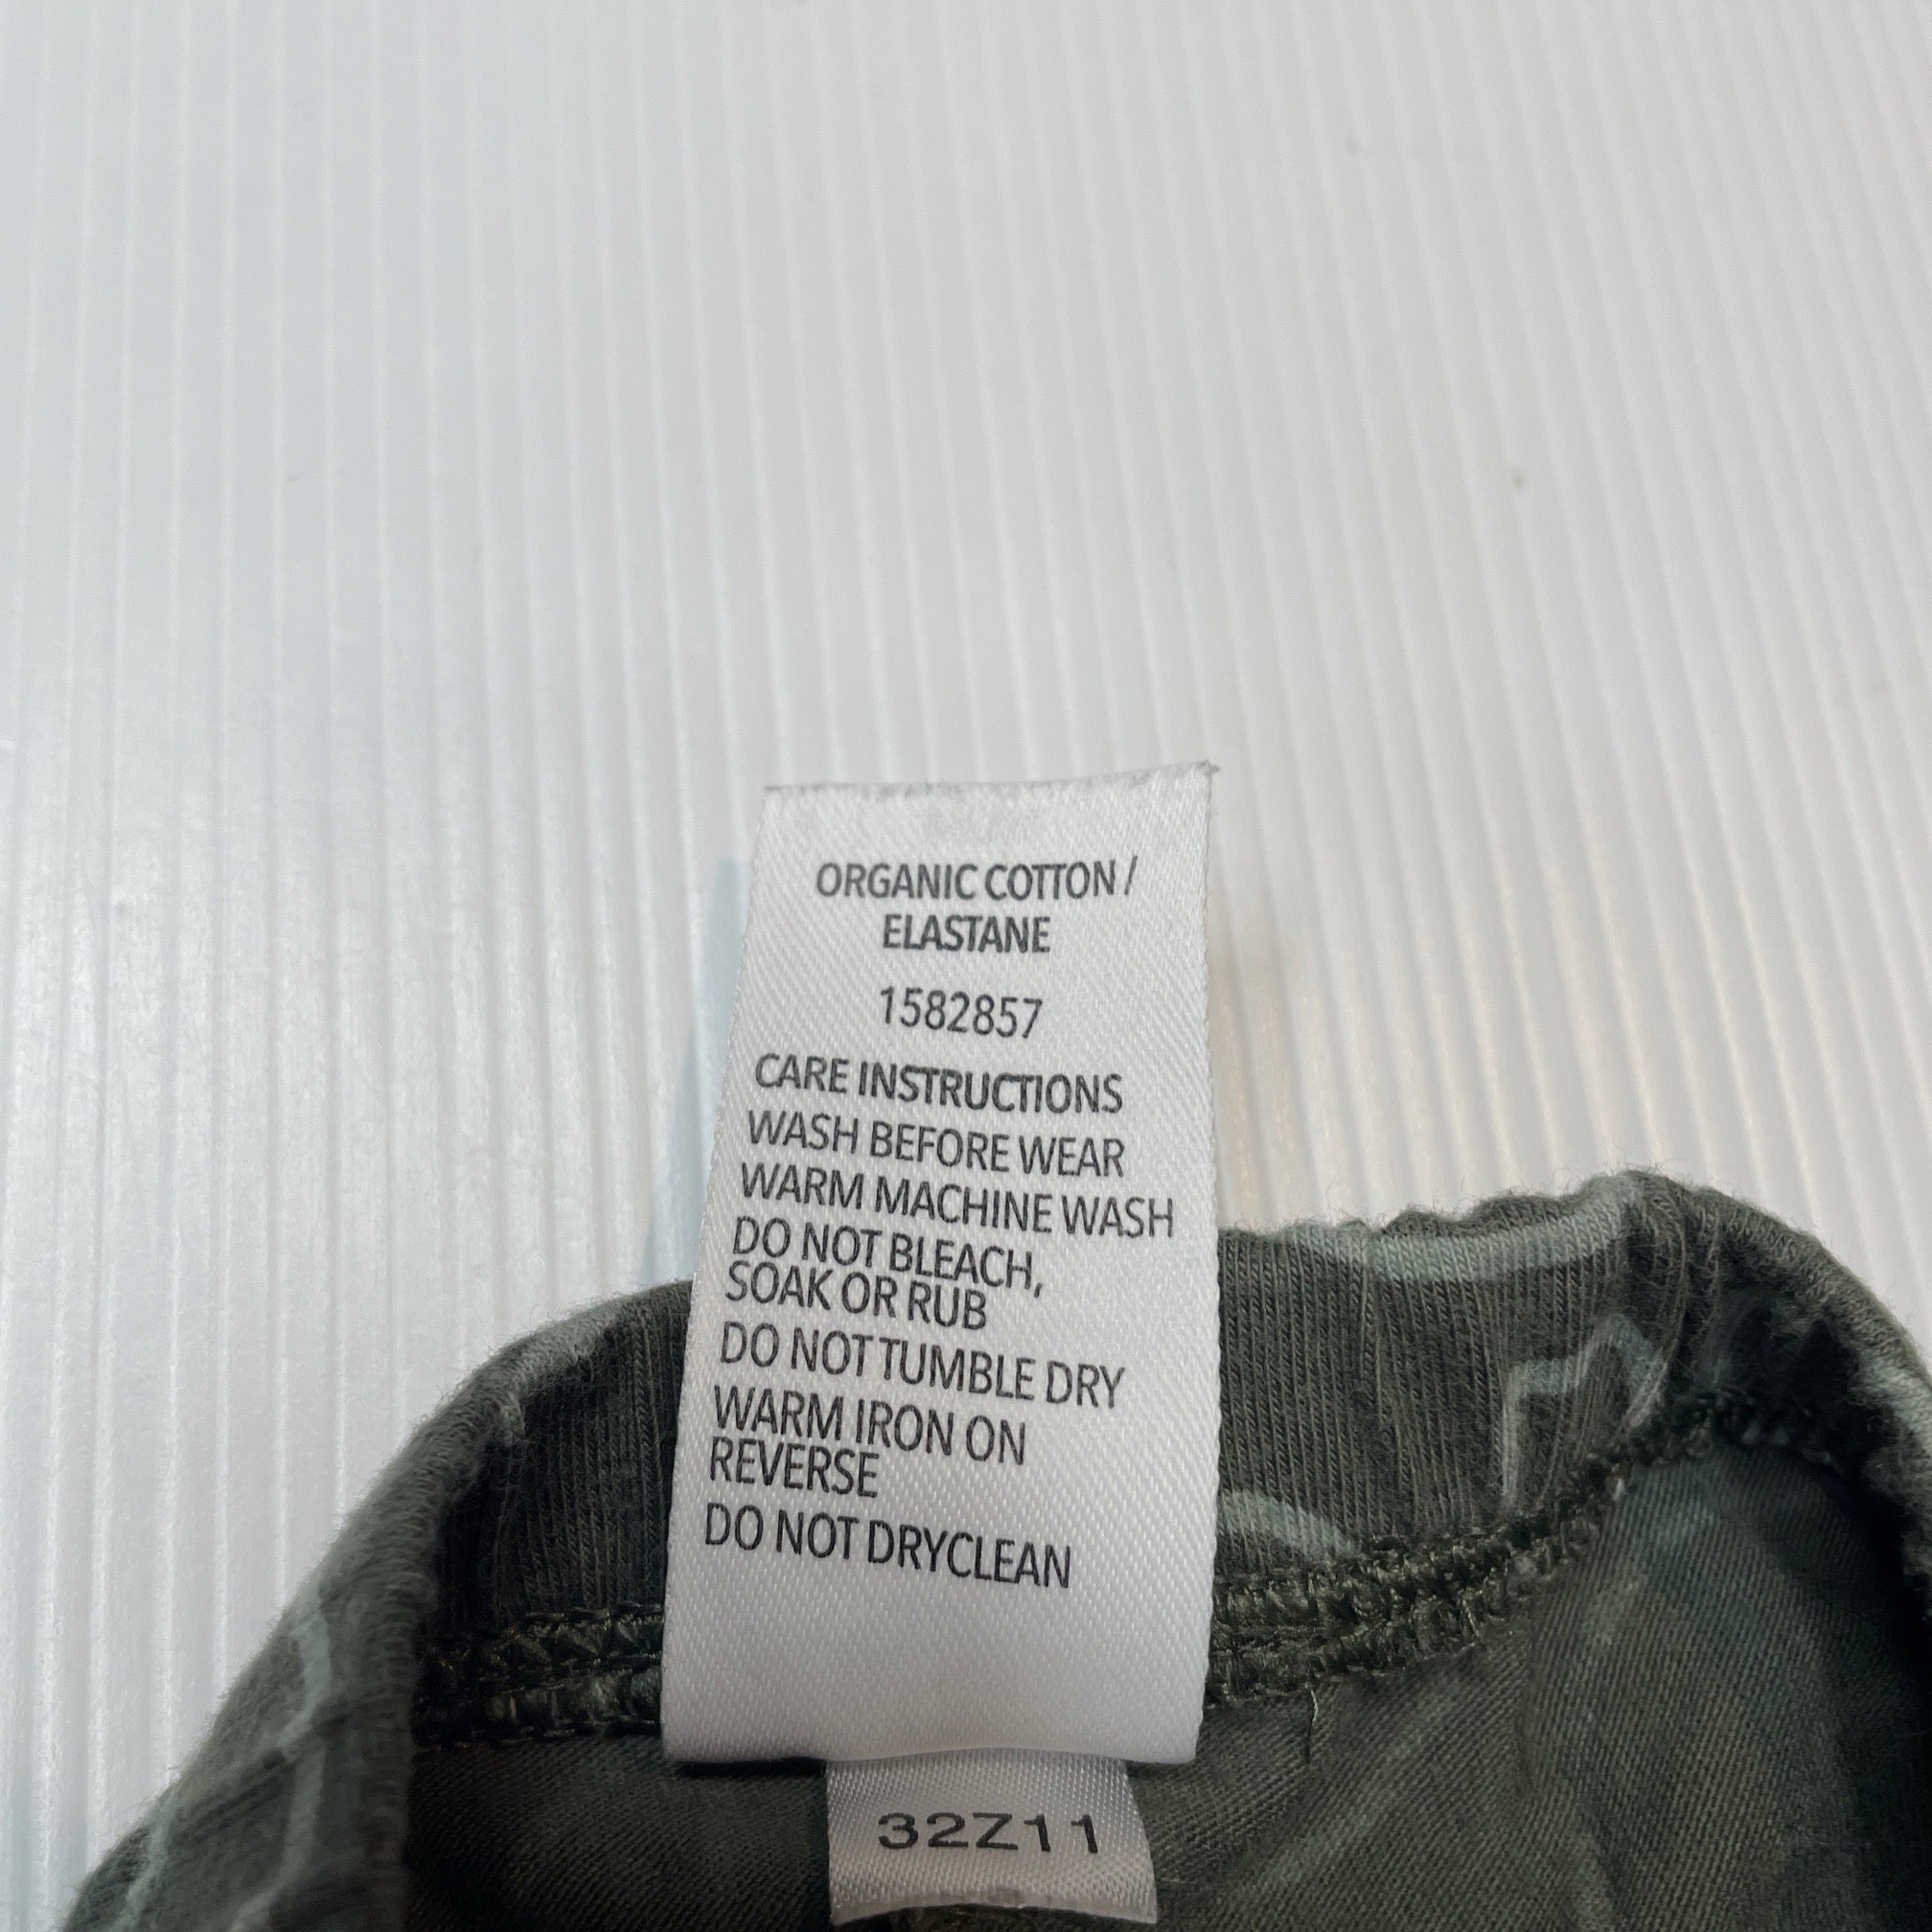 ORGANIC COTTON /
ELASTANE
1582857
CARE INSTRUCTIONS
WASH BEFORE WEAR
WARM MACHINE WASH
DO NOT BLEACH,
SOAK OR RUB
DO NOT TUMBLE DRY
WARM IRON ON
REVERSE
DO NOT DRYCLEAN
32Z11